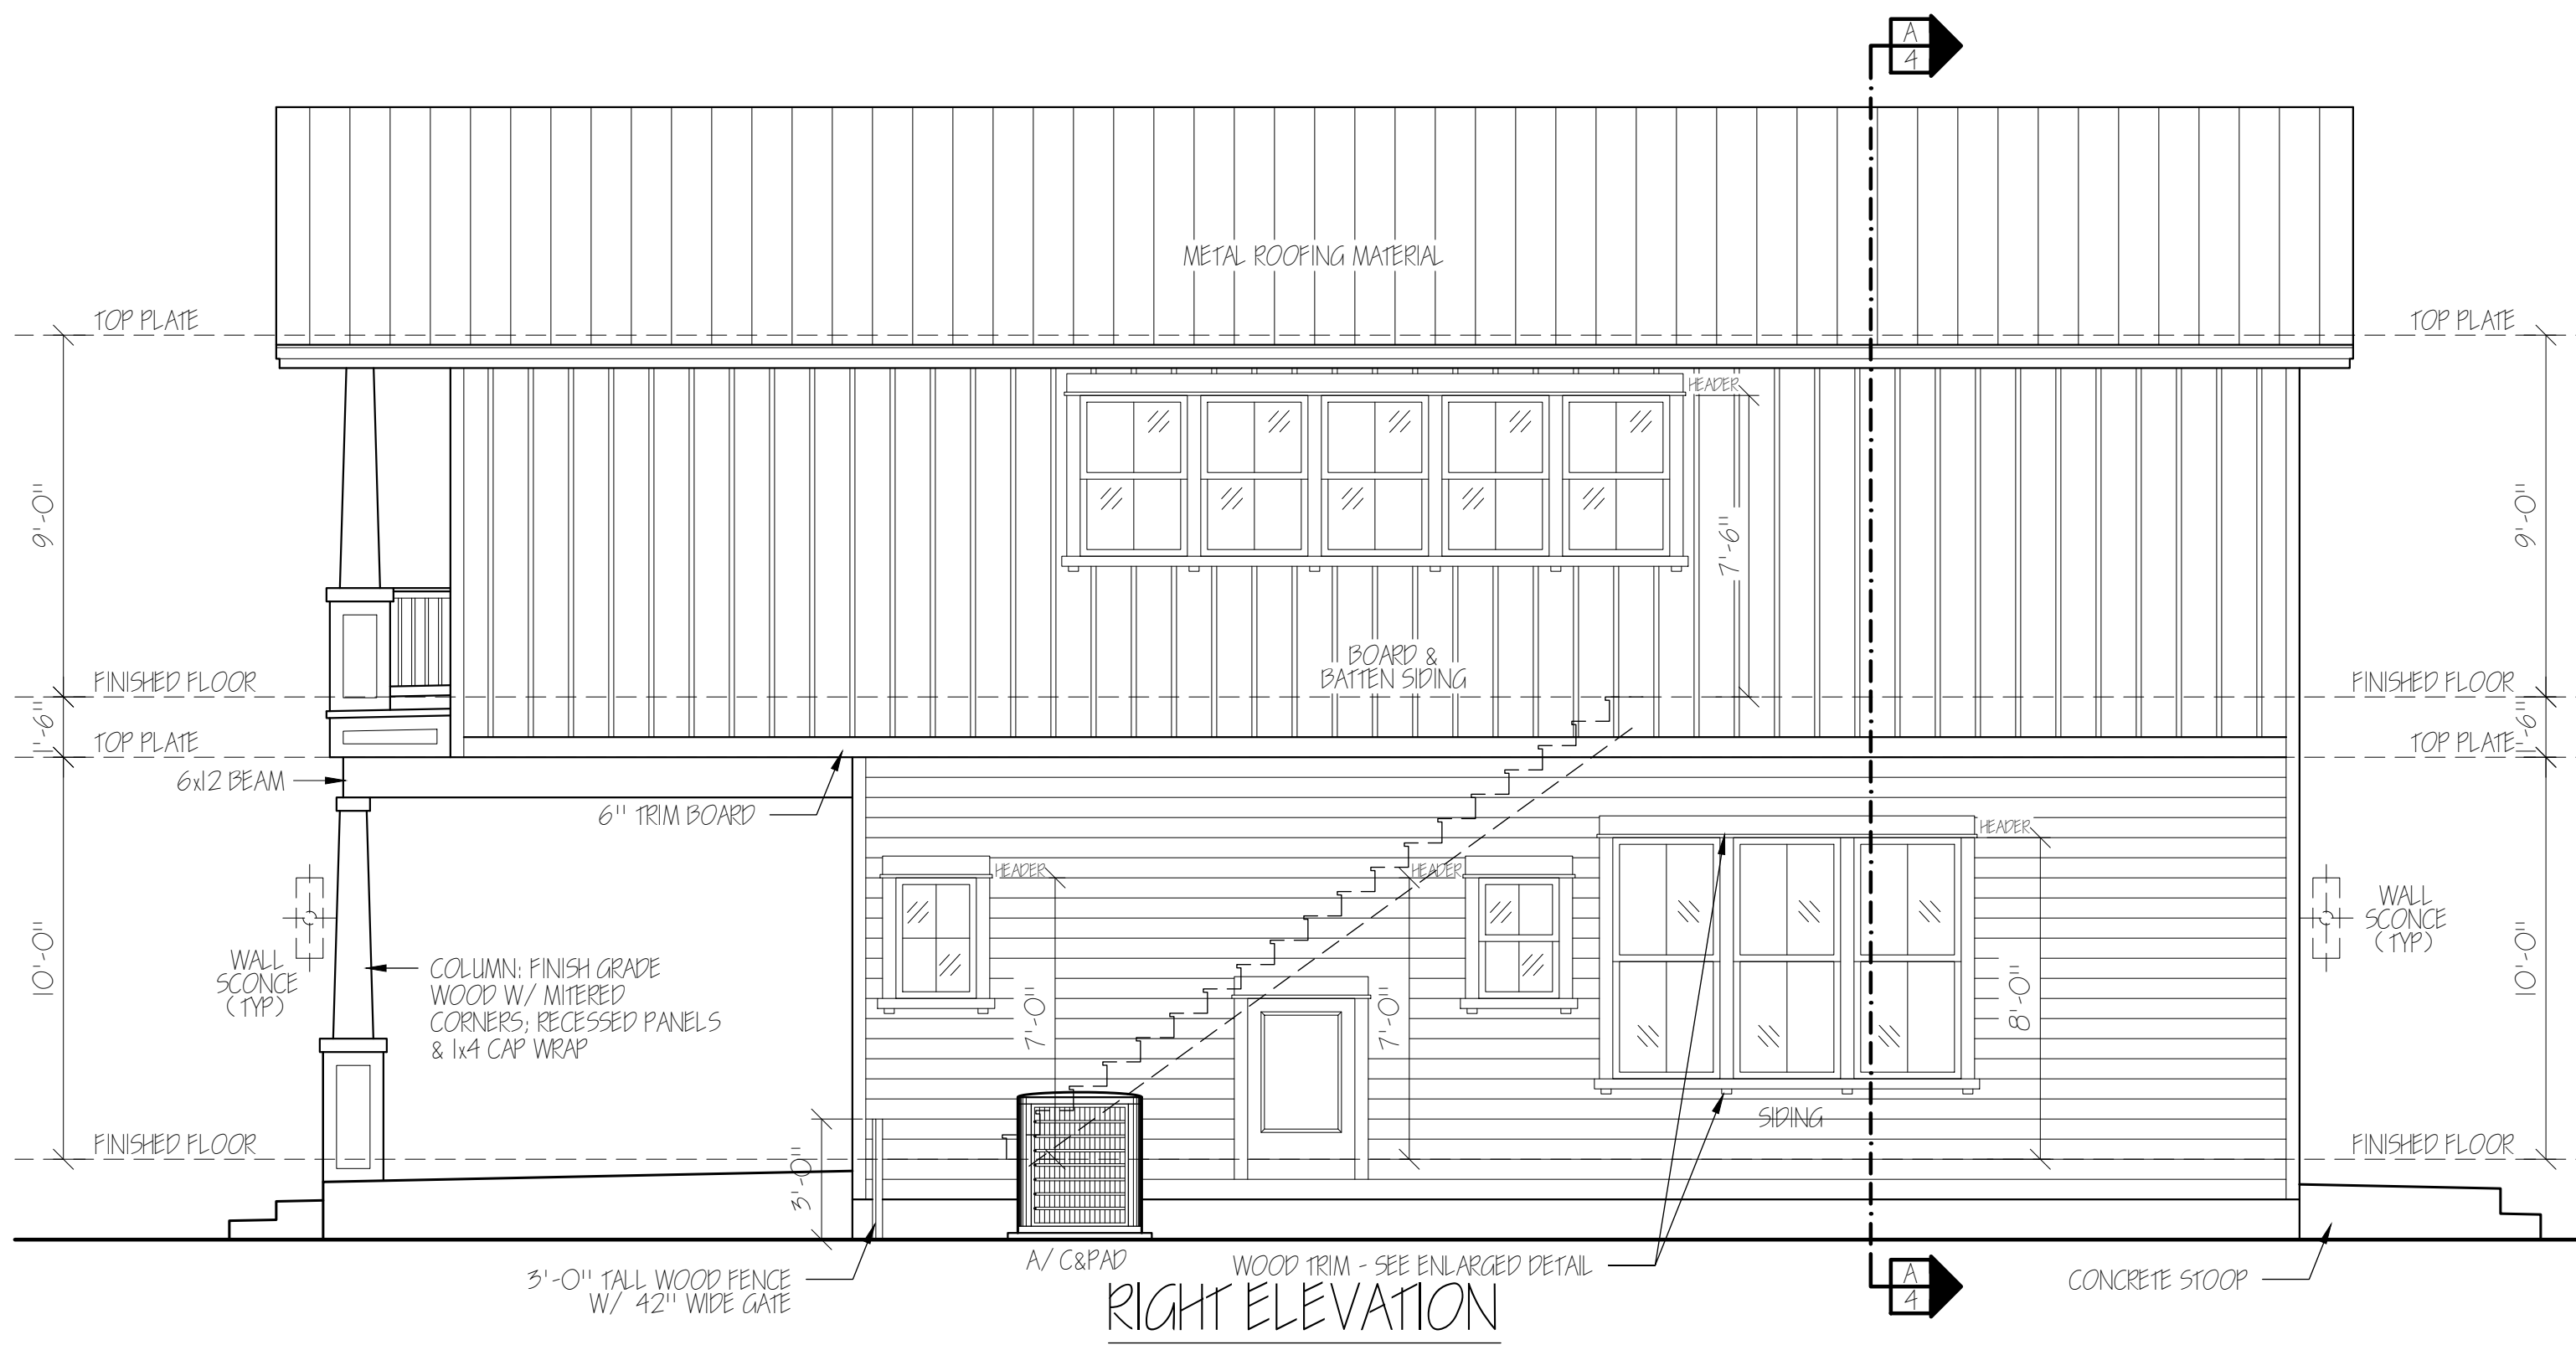 A
4
METAL ROOFING MATERIAL
TOP PLATE
TOP PLATE
HEADER
9'-0"
7'-6"
9'-0"
BOARD &
BATTEN SIDING
FINISHED FLOOR
FINISHED FLOOR
1'-6"
1'-6"
TOP PLATE
TOP PLATE
6x12 BEAM
6" TRIM BOARD
HEADER
HEADER
HEADER
WALL
SCONCE
(TYP)
WALL
SCONCE
(TYP)
COLUMN: FINISH GRADE
WOOD W/ MITERED
CORNERS; RECESSED PANELS
& 1x4 CAP WRAP
10'-0"
7'-0"
7'-0"
8'-0"
10'-0"
SIDING
FINISHED FLOOR
FINISHED FLOOR
3'-0"
A/C&PAD
WOOD TRIM - SEE ENLARGED DETAIL
3'-0" TALL WOOD FENCE
W/ 42" WIDE GATE
CONCRETE STOOP
A
4
RIGHT ELEVATION